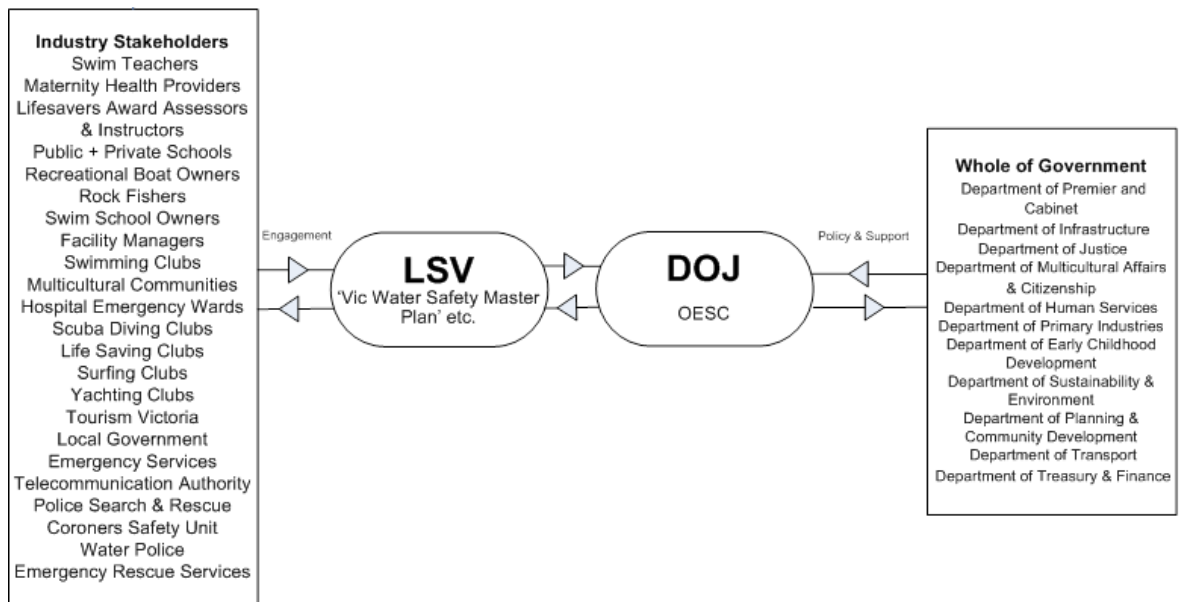 Industry Stakeholders
Swim Teachers
Maternity Health Providers
Lifesavers Award Assessors
& Instructors
Public + Private Schools
Recreational Boat Owners
Rock Fishers
Swim School Owners
Facility Managers
Swimming Clubs
Multicultural Communities
Hospital Emergency Wards
Scuba Diving Clubs
Life Saving Clubs
Surfing Clubs
Yachting Clubs
Tourism Victoria
Local Government
Emergency Services
Telecommunication Authority
Police Search & Rescue
Coroners Safety Unit
Water Police
Emergency Rescue Services
Engagement
LSV
‘Vic Water Safety Master
Plan’ etc.
DOJ
OESC
Policy & Support
Whole of Government
Department of Premier and
Cabinet
Department of Infrastructure
Department of Justice
Department of Multicultural Affairs
& Citizenship
Department of Human Services
Department of Primary Industries
Department of Early Childhood
Development
Department of Sustainability &
Environment
Department of Planning &
Community Development
Department of Transport
Department of Treasury & Finance